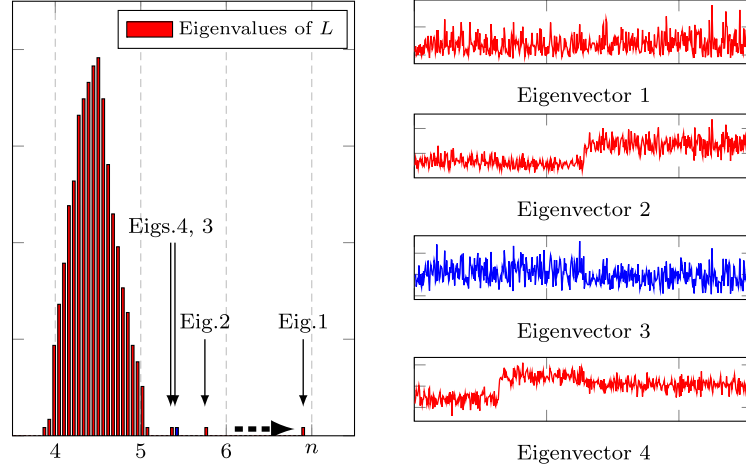 Eigenvalues of L
Eigs.4, 3
Eig.2
Eig.1
4
5
6
n
Eigenvector 1
Eigenvector 2
Eigenvector 3
Eigenvector 4